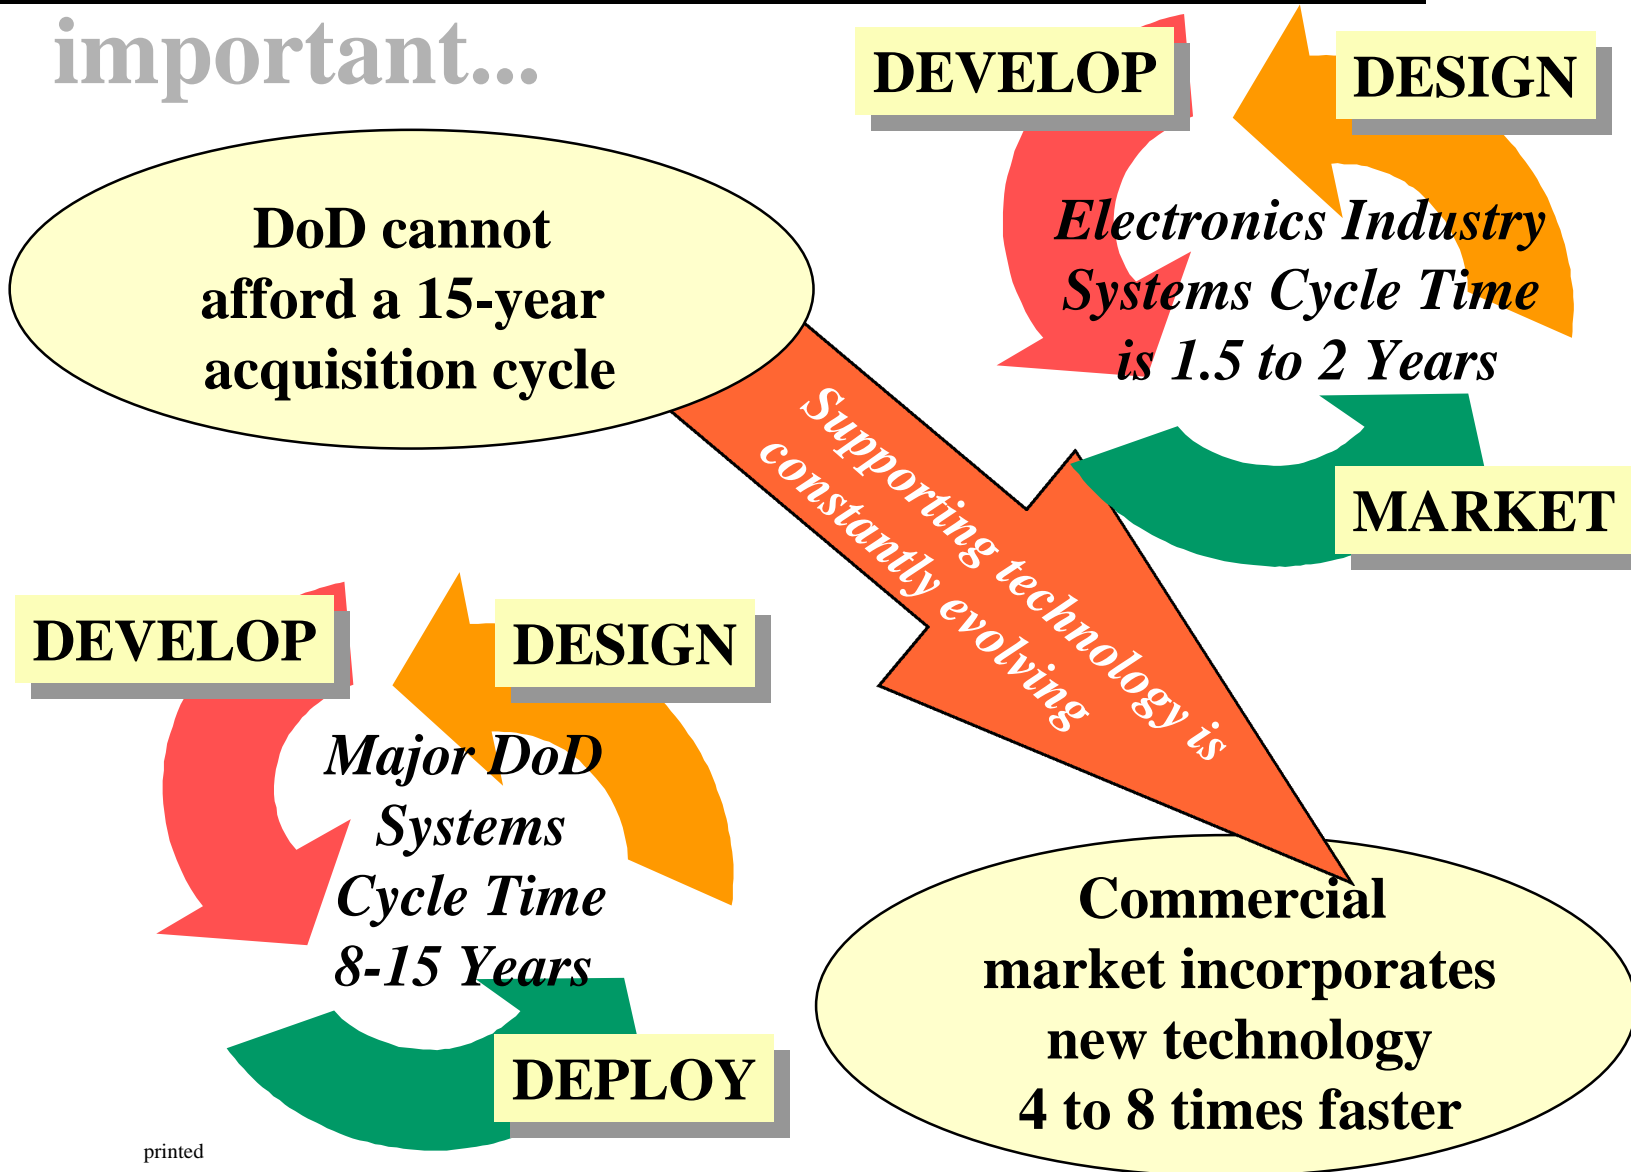 important...
DoD cannot
afford a 15-year
acquisition cycle
DEVELOP
DESIGN
Electronics Industry
Systems Cycle Time
is 1.5 to 2 Years
MARKET
Supporting technology is
constantly evolving
DEVELOP
DESIGN
Major DoD
Systems
Cycle Time
8-15 Years
DEPLOY
Commercial
market incorporates
new technology
4 to 8 times faster
printed